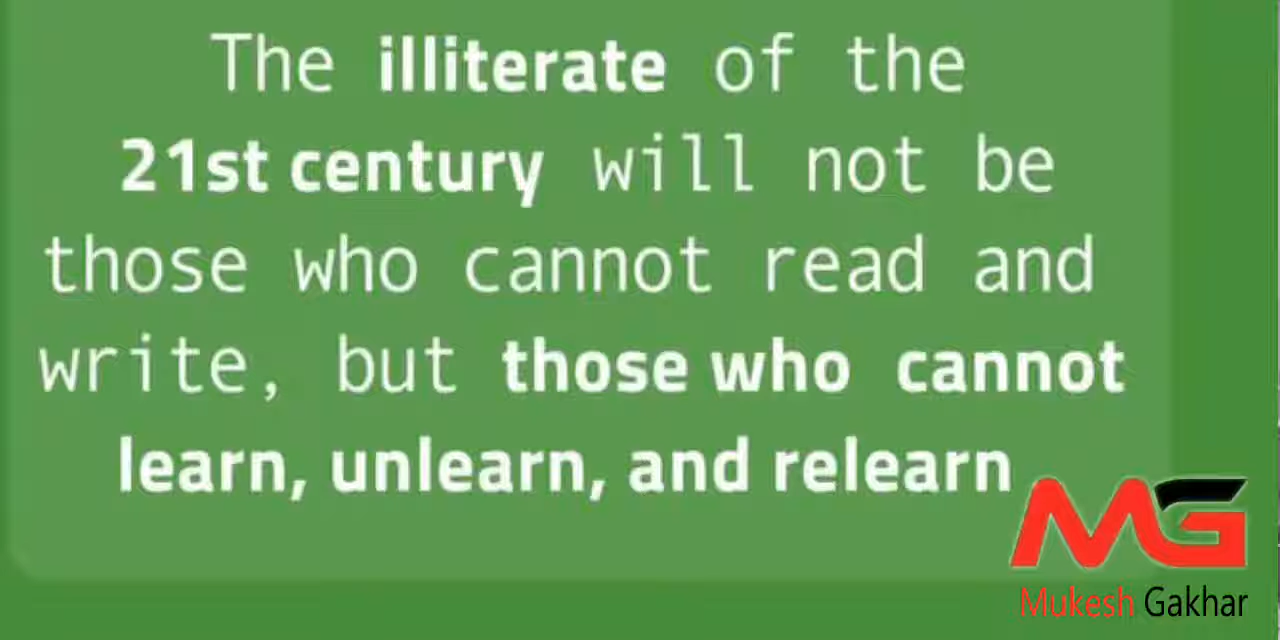 The illiterate of the
21st century will not be
those who cannot read and
write, but those who cannot
learn, unlearn, and relearn
MG
Mukesh Gakhar